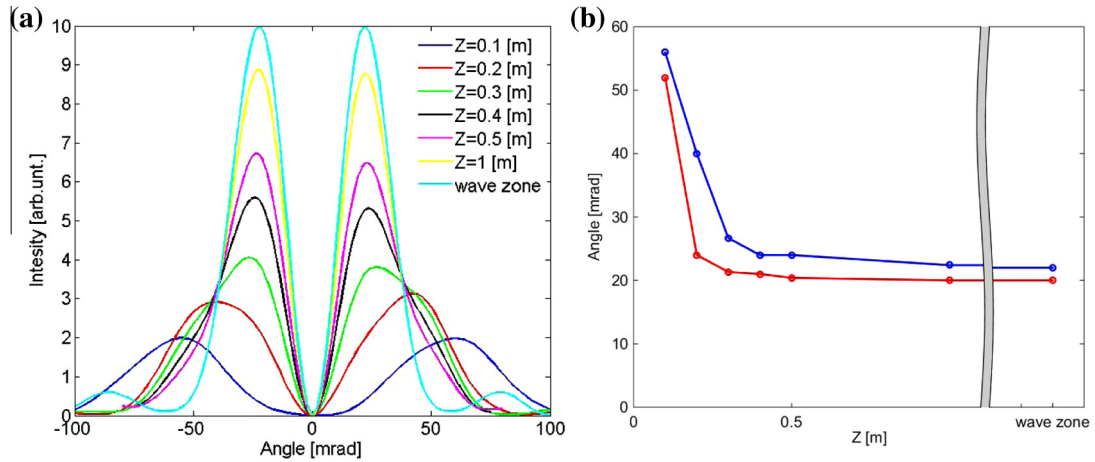 (a)
Intesity [arb.unt.]
10
9
8
7
6
5
4
3
2
1
0
-100
-50
0
50
100
Angle [mrad]
Z=0.1 [m]
Z=0.2 [m]
Z=0.3 [m]
Z=0.4 [m]
Z=0.5 [m]
Z=1 [m]
wave zone
(b)
Angle [mrad]
60
50
40
30
20
10
0
0
0.5
wave zone
Z [m]